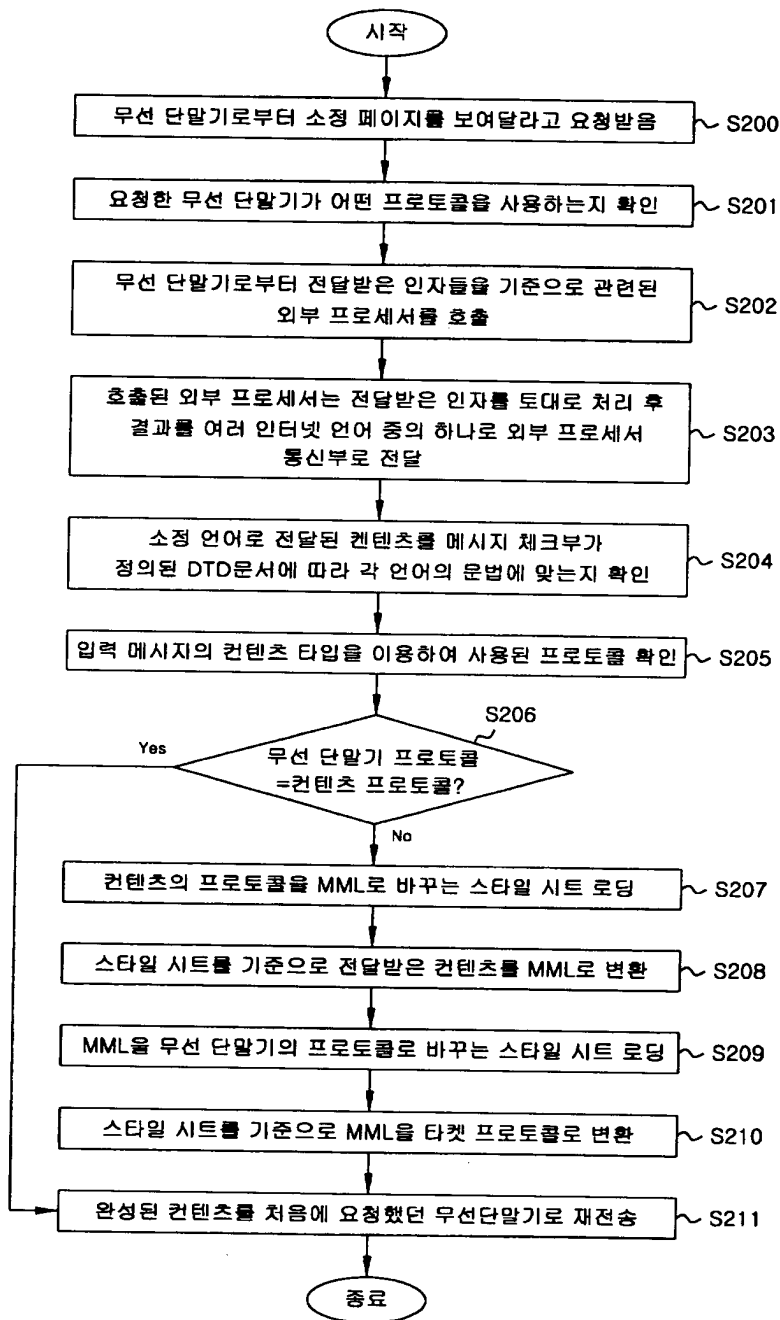 시작
무선 단말기로부터 소정 페이지를 보여달라고 요청받음
S200
요청한 무선 단말기가 어떤 프로토콜을 사용하는지 확인
S201
무선 단말기로부터 전달받은 인자들을 기준으로 관련된
외부 프로세서를 호출
S202
호출된 외부 프로세서는 전달받은 인자를 토대로 처리 후
결과를 여러 인터넷 언어 중의 하나로 외부 프로세서
통신부로 전달
S203
소정 언어로 전달된 켄텐츠를 메시지 체크부가
정의된 DTD문서에 따라 각 언어의 문법에 맞는지 확인
S204
입력 메시지의 컨텐츠 타입을 이용하여 사용된 프로토콜 확인
S205
S206
Yes
무선 단말기 프로토콜
=컨텐츠 프로토콜?
No
컨텐츠의 프로토콜을 MML로 바꾸는 스타일 시트 로딩
S207
스타일 시트를 기준으로 전달받은 컨텐츠를 MML로 변환
S208
MML울 무선 단말기의 프로토콜로 바꾸는 스타일 시트 로딩
S209
스타일 시트를 기준으로 MML을 타켓 프로토콜로 변환
S210
완성된 컨텐츠를 처음에 요청했던 무선단말기로 재전송
S211
종료